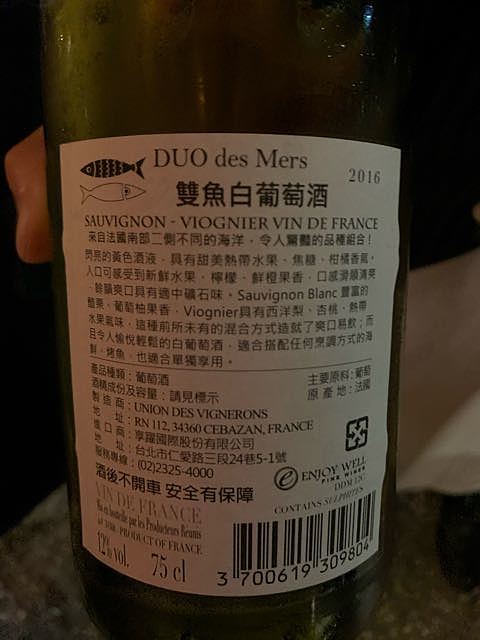 DUO des Mers
2016
雙魚白葡萄酒
SAUVIGNON - VIOGNIER VIN DE FRANCE
來自法國南部二側不同的海洋，令人驚豔的品種組合！
閃亮的黃色酒液，具有甜美熱帶水果、焦糖、柑橘香氣。
入口可感受到新鮮水果、檸檬、鮮橙果香，口感滑順清爽
餘韻爽口具有適中礦石味。Sauvignon Blanc 豐富的
醋栗、葡萄柚果香，Viognier具有西洋梨、杏桃、熱帶
水果氣味，這種前所未有的混合方式造就了爽口易飲；而
且令人愉悅輕鬆的白葡萄酒，適合搭配任何烹調方式的海
鮮，烤魚，也適合單獨享用。
產品種類：葡萄酒
主要原料：葡萄
酒精成份及容量：請見標示
原 產 地：法國
製 造 商：UNION DES VIGNERONS
地 址：RN 112, 34360 CEBAZAN, FRANCE
進 口 商：享躍國際股份有限公司
地 址：台北市仁愛路三段24巷5-1號
服務專線：(02)2325-4000
ENJOY WELL
FINE WINES
DDM12C
酒後不開車 安全有保障
CONTAINS SULPHITES
VIN DE FRANCE
Mis en bouteille par les Producteurs Réunis
PRODUCT OF FRANCE
12% vol. 75 cl
3 700619 309804